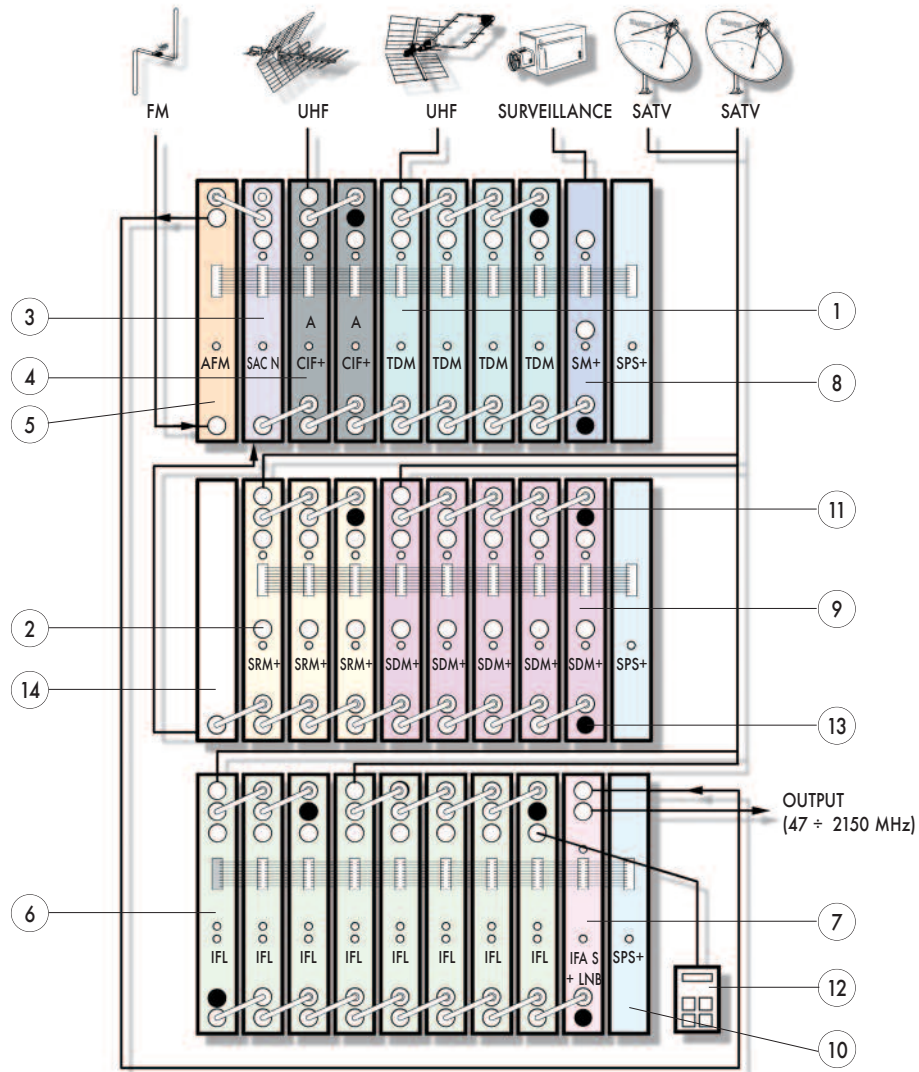 FM UHF UHF SURVEILLANCE SATV SATV
3
4
5
A A
AFM SAC N CIF+ CIF+ TDM TDM TDM TDM SM+ SPS+
1
8
11
9
2
14
SRM+ SRM+ SRM+ SDM+ SDM+ SDM+ SDM+ SDM+ SPS+
13
OUTPUT
(47 ÷ 2150 MHz)
6
7
IFL IFL IFL IFL IFL IFL IFL IFL IFA S SPS+
+ LNB
12
10